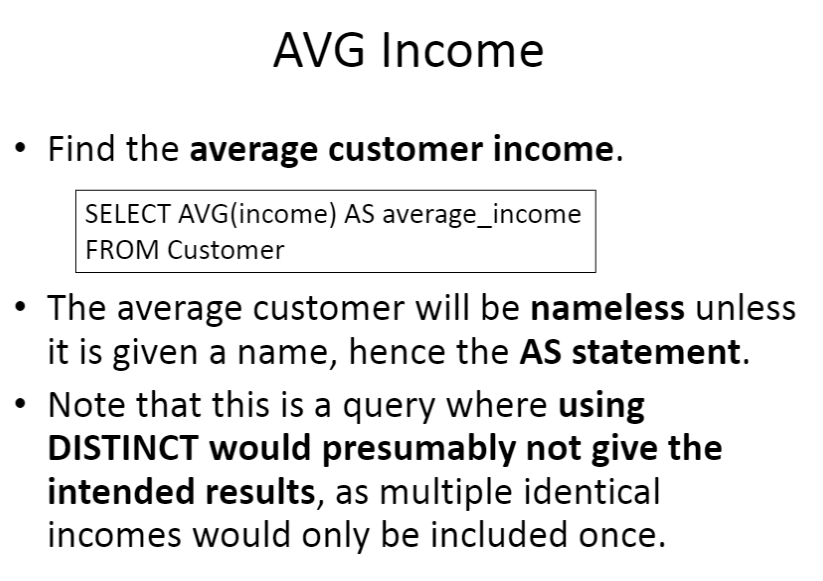 AVG Income
• Find the average customer income.
SELECT AVG(income) AS average_income
FROM Customer
• The average customer will be nameless unless
it is given a name, hence the AS statement.
• Note that this is a query where using
DISTINCT would presumably not give the
intended results, as multiple identical
incomes would only be included once.